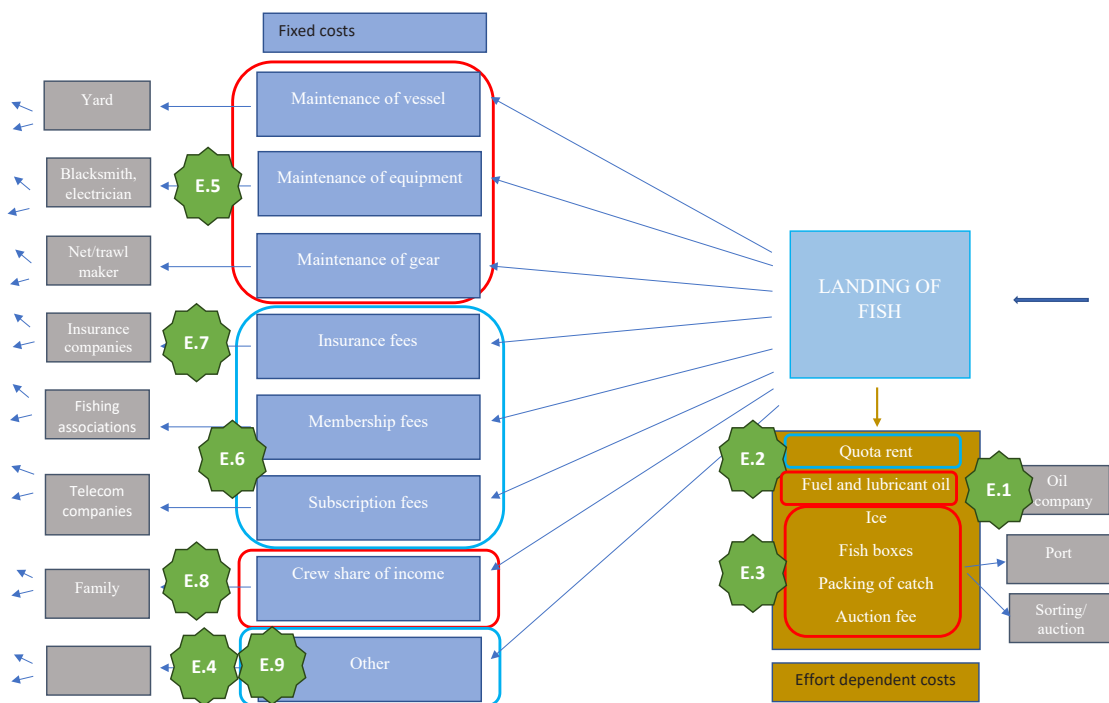 Fixed costs
Yard
Maintenance of vessel
Blacksmith,
electrician
E.5
Maintenance of equipment
Net/trawl
maker
Maintenance of gear
LANDING OF
FISH
Insurance
companies
E.7
Insurance fees
Fishing
associations
Membership fees
E.6
Telecom
companies
Subscription fees
Family
E.8
Crew share of income
E.4
E.9
Other
E.2
Quota rent
Fuel and lubricant oil
E.1
Oil
company
Ice
Fish boxes
E.3
Packing of catch
Auction fee
Port
Sorting/
auction
Effort dependent costs